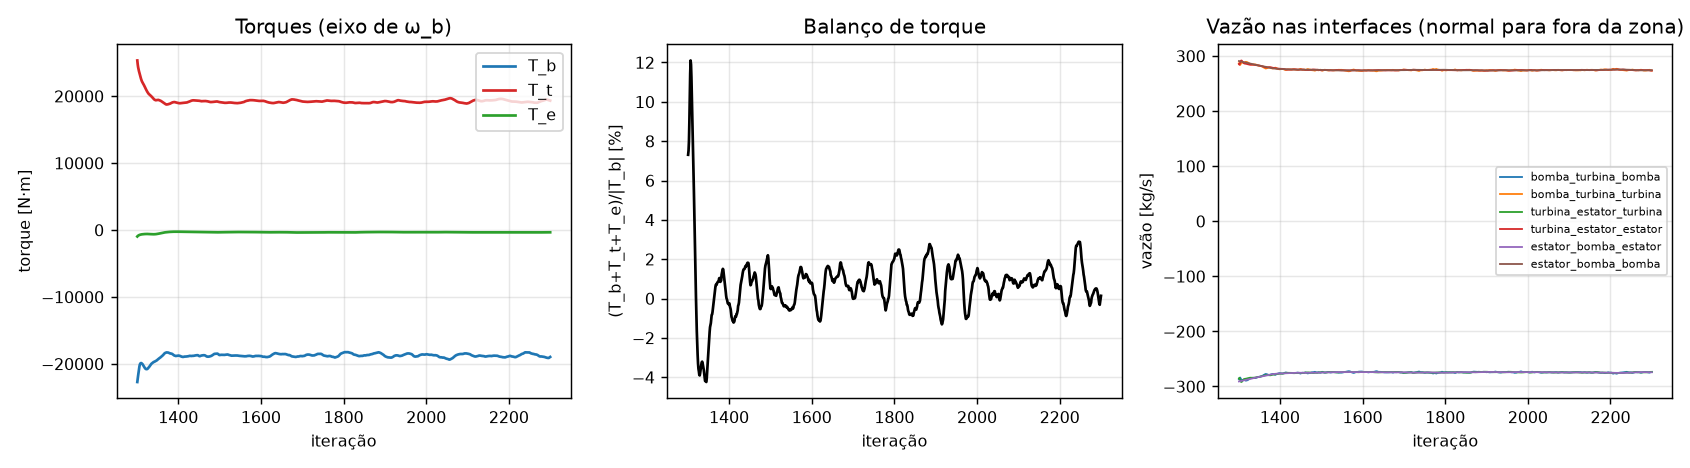 Torques (eixo de ω_b)
torque [N·m]
20000
10000
0
−10000
−20000
1400
1600
1800
2000
2200
iteração
T_b
T_t
T_e
Balanço de torque
(T_b+T_t+T_e)/|T_b| [%]
12
10
8
6
4
2
0
−2
−4
1400
1600
1800
2000
2200
iteração
Vazão nas interfaces (normal para fora da zona)
vazão [kg/s]
300
200
100
0
−100
−200
−300
1400
1600
1800
2000
2200
iteração
bomba_turbina_bomba
bomba_turbina_turbina
turbina_estator_turbina
turbina_estator_estator
estator_bomba_estator
estator_bomba_bomba